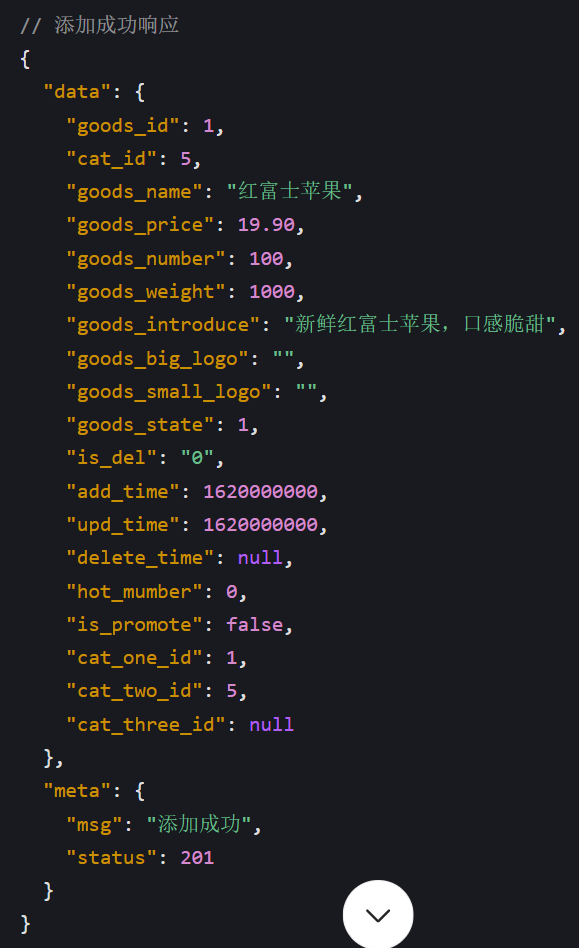 // 添加成功响应
{
  "data": {
    "goods_id": 1,
    "cat_id": 5,
    "goods_name": "红富士苹果",
    "goods_price": 19.90,
    "goods_number": 100,
    "goods_weight": 1000,
    "goods_introduce": "新鲜红富士苹果，口感脆甜",
    "goods_big_logo": "",
    "goods_small_logo": "",
    "goods_state": 1,
    "is_del": "0",
    "add_time": 1620000000,
    "upd_time": 1620000000,
    "delete_time": null,
    "hot_mumber": 0,
    "is_promote": false,
    "cat_one_id": 1,
    "cat_two_id": 5,
    "cat_three_id": null
  },
  "meta": {
    "msg": "添加成功",
    "status": 201
  }
}